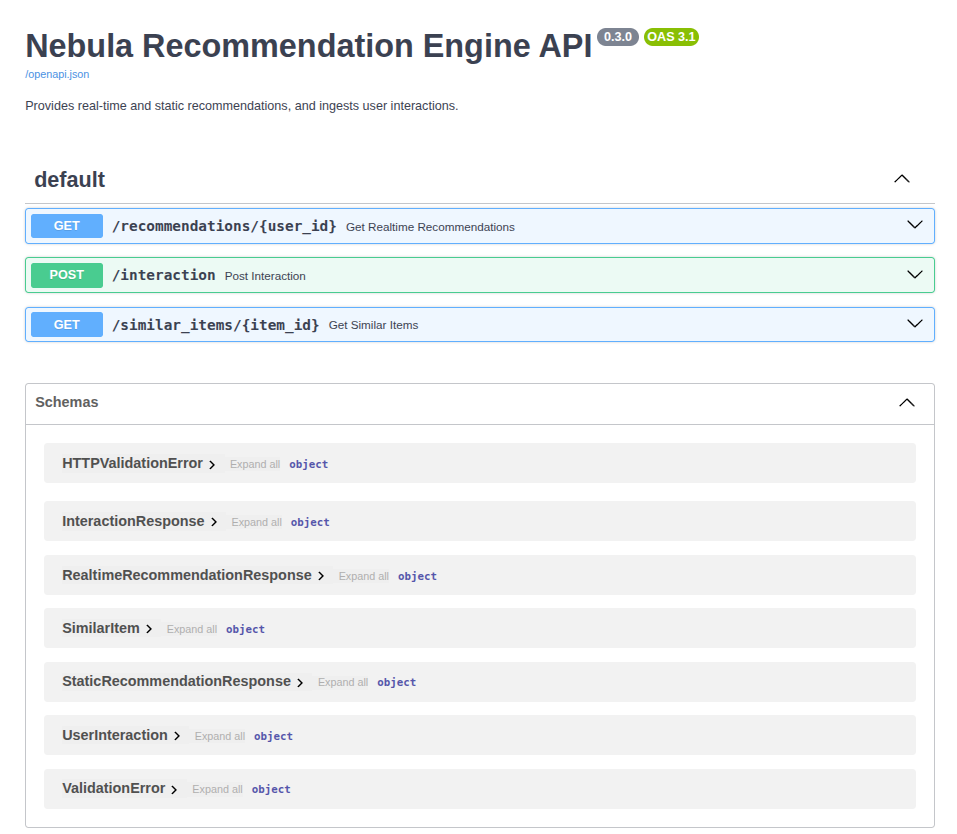 Nebula Recommendation Engine API 0.3.0 OAS 3.1
/openapi.json
Provides real-time and static recommendations, and ingests user interactions.
default
GET /recommendations/{user_id} Get Realtime Recommendations
POST /interaction Post Interaction
GET /similar_items/{item_id} Get Similar Items
Schemas
HTTPValidationError Expand all object
InteractionResponse Expand all object
RealtimeRecommendationResponse Expand all object
SimilarItem Expand all object
StaticRecommendationResponse Expand all object
UserInteraction Expand all object
ValidationError Expand all object